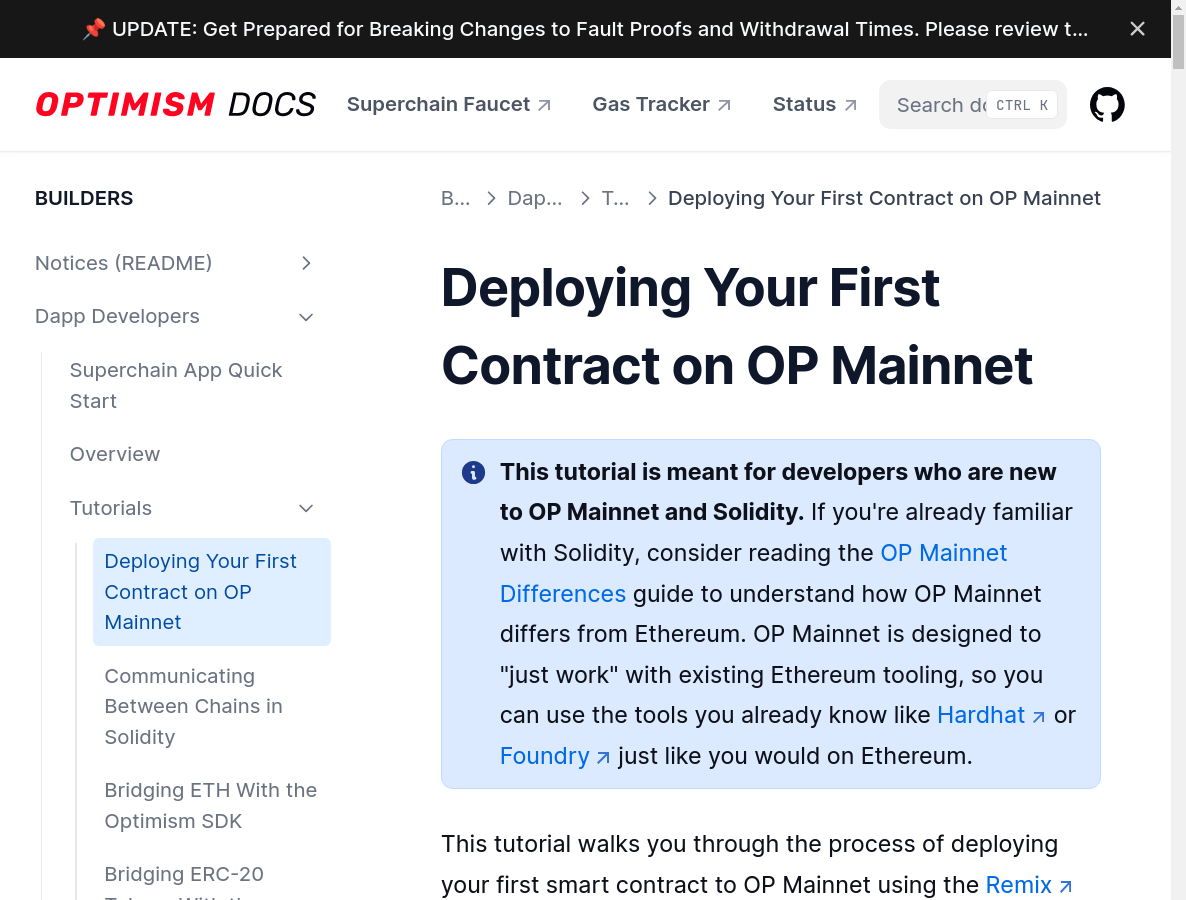 📌 UPDATE: Get Prepared for Breaking Changes to Fault Proofs and Withdrawal Times. Please review t...
OPTIMISM DOCS
Superchain Faucet
Gas Tracker
Status
Search do
CTRL K
BUILDERS
Notices (README)
Dapp Developers
Superchain App Quick
Start
Overview
Tutorials
Deploying Your First
Contract on OP
Mainnet
Communicating
Between Chains in
Solidity
Bridging ETH With the
Optimism SDK
Bridging ERC-20
B... > Dap... > T... > Deploying Your First Contract on OP Mainnet
Deploying Your First
Contract on OP Mainnet
This tutorial is meant for developers who are new
to OP Mainnet and Solidity. If you're already familiar
with Solidity, consider reading the OP Mainnet
Differences guide to understand how OP Mainnet
differs from Ethereum. OP Mainnet is designed to
"just work" with existing Ethereum tooling, so you
can use the tools you already know like Hardhat or
Foundry just like you would on Ethereum.
This tutorial walks you through the process of deploying
your first smart contract to OP Mainnet using the Remix